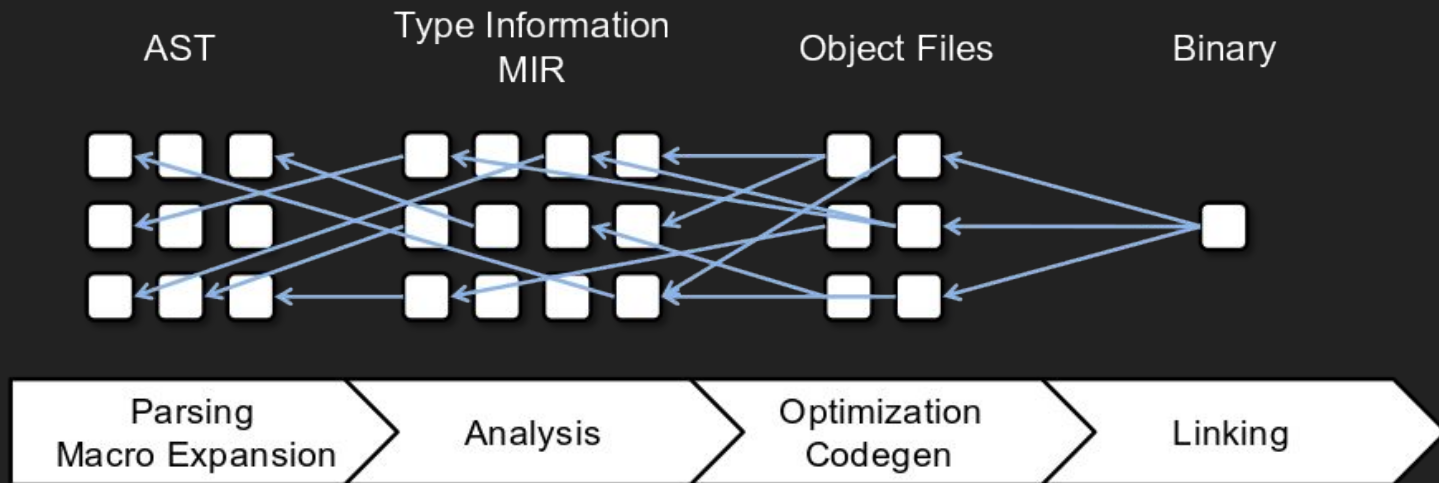 AST
Type Information
MIR
Object Files
Binary
Parsing
Macro Expansion
Analysis
Optimization
Codegen
Linking